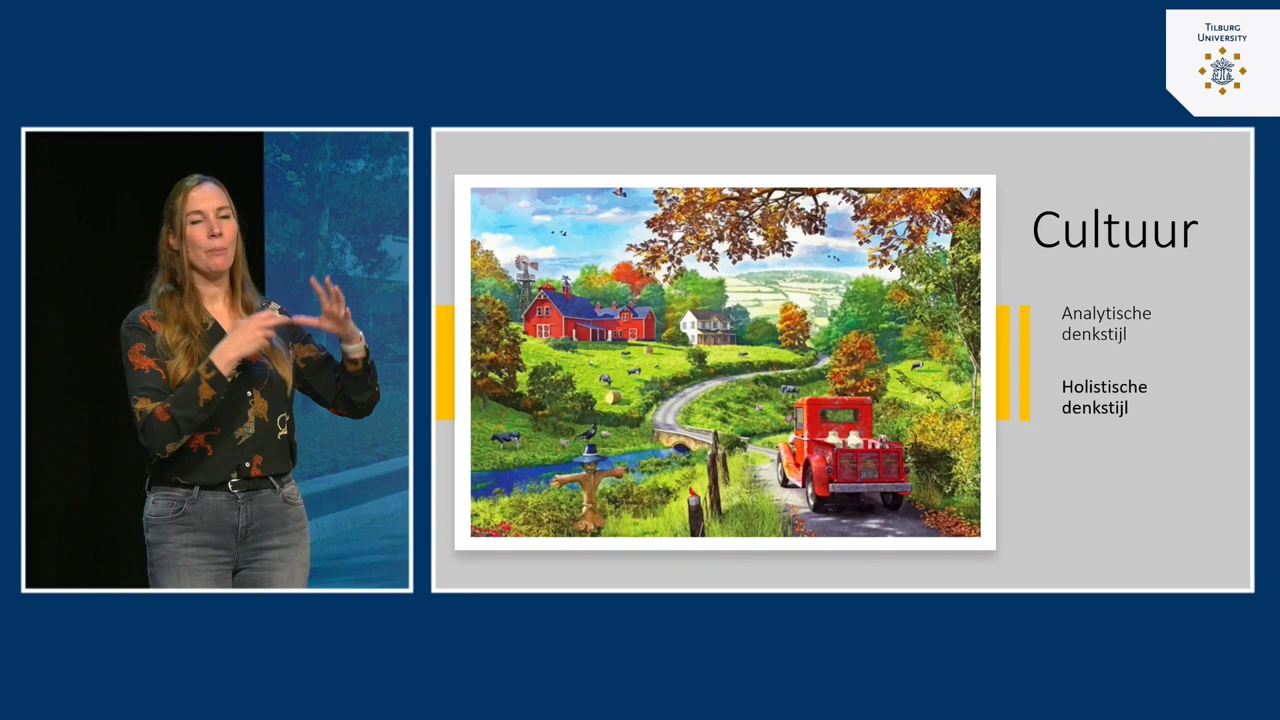 TILBURG
UNIVERSITY
Cultuur
Analytische
denkstijl
Holistische
denkstijl